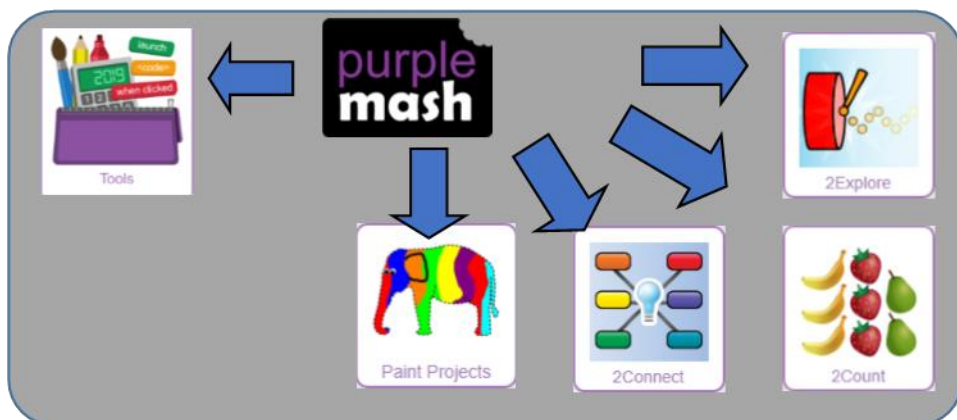 launch
<code>
2019
when clicked
Tools
purple
mash
2Explore
Paint Projects
2Connect
2Count